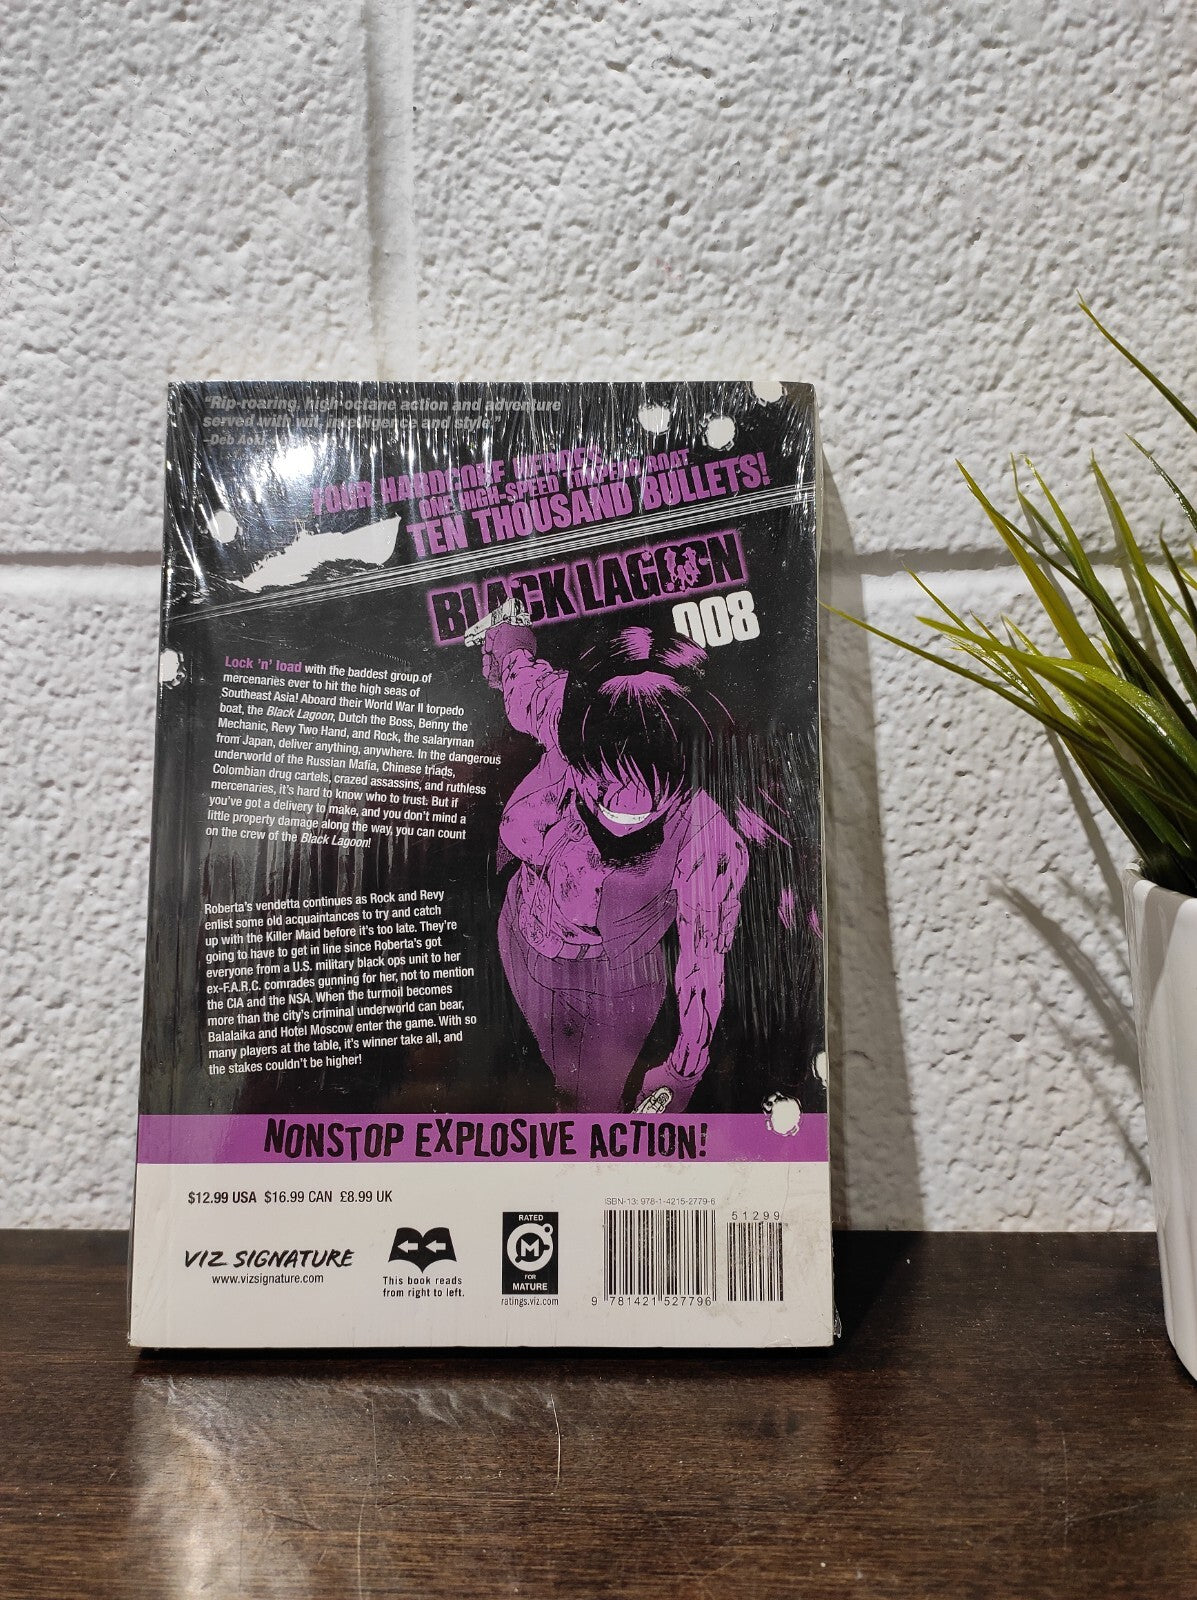 "Rip-roaring, high-octane action and adventure
served with wit, intelligence and style."
–Deb Aoki
FOUR HARDCORE HEROES
ONE HIGH-SPEED TORPEDO BOAT
TEN THOUSAND BULLETS!
BLACK LAGOON
008
Lock 'n' load with the baddest group of
mercenaries ever to hit the high seas of
Southeast Asia! Aboard their World War II torpedo
boat, the Black Lagoon, Dutch the Boss, Benny the
Mechanic, Revy Two Hand, and Rock, the salaryman
from Japan, deliver anything, anywhere. In the dangerous
underworld of the Russian Mafia, Chinese triads,
Colombian drug cartels, crazed assassins, and ruthless
mercenaries, it's hard to know who to trust. But if
you've got a delivery to make, and you don't mind a
little property damage along the way, you can count
on the crew of the Black Lagoon!
Roberta's vendetta continues as Rock and Revy
enlist some old acquaintances to try and catch
up with the Killer Maid before it's too late. They're
going to have to get in line since Roberta's got
everyone from a U.S. military black ops unit to her
ex-F.A.R.C. comrades gunning for her, not to mention
the CIA and the NSA. When the turmoil becomes
more than the city's criminal underworld can bear,
Balalaika and Hotel Moscow enter the game. With so
many players at the table, it's winner take all, and
the stakes couldn't be higher!
NONSTOP EXPLOSIVE ACTION!
$12.99 USA $16.99 CAN £8.99 UK
VIZ SIGNATURE
www.vizsignature.com
This book reads
from right to left.
RATED
M
FOR
MATURE
ratings.viz.com
ISBN-13: 978-1-4215-2779-6
51299
9 781421 527796